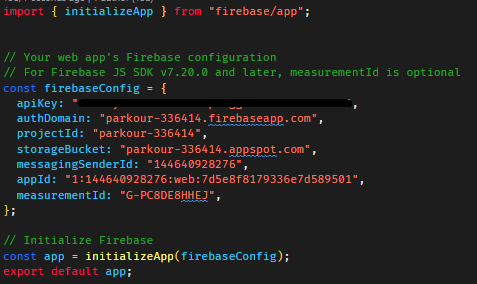 import { initializeApp } from "firebase/app";
// Your web app's Firebase configuration
// For Firebase JS SDK v7.20.0 and later, measurementId is optional
const firebaseConfig = {
apiKey: "
",
authDomain: "parkour-336414.firebaseapp.com",
projectId: "parkour-336414",
storageBucket: "parkour-336414.appspot.com",
messagingSenderId: "144640928276",
appId: "1:144640928276:web:7d5e8f8179336e7d589501",
measurementId: "G-PC8DE8HHEJ",
};
// Initialize Firebase
const app = initializeApp(firebaseConfig);
export default app;